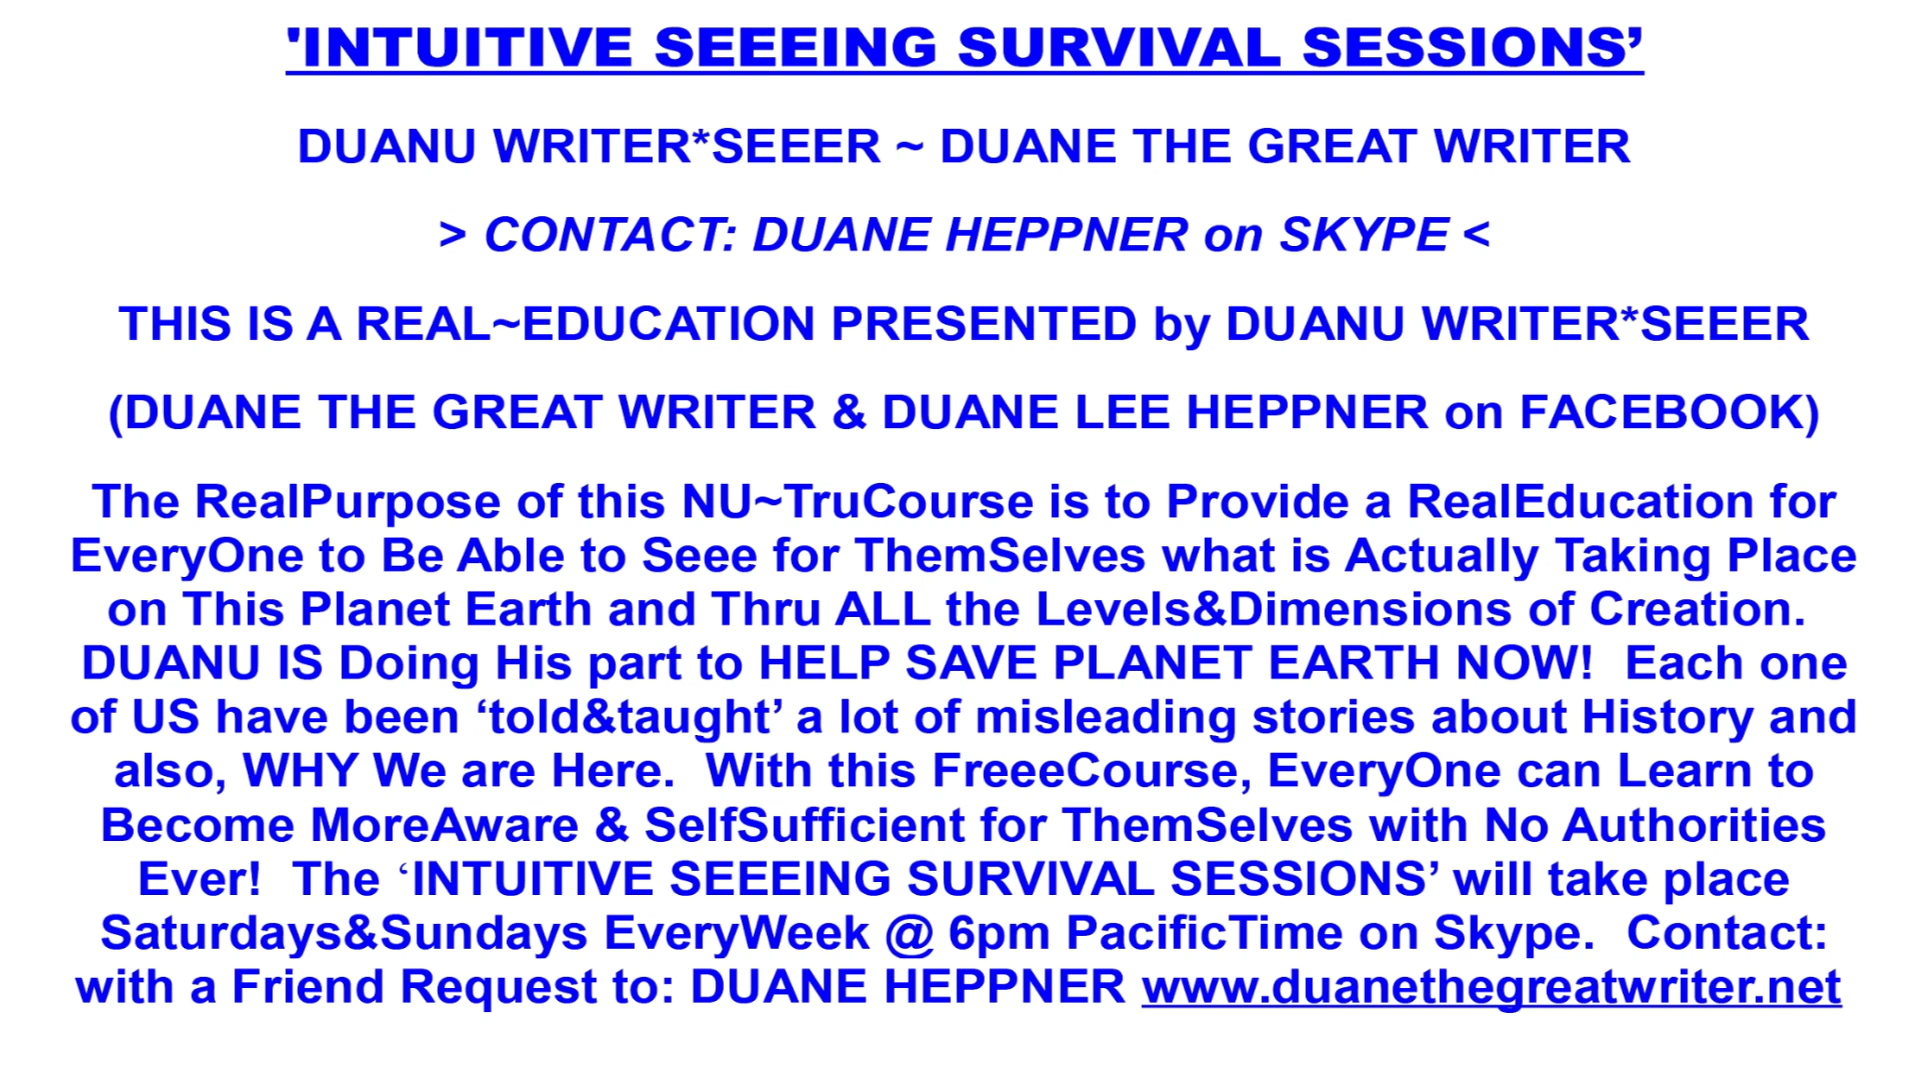 'INTUITIVE SEEEING SURVIVAL SESSIONS’
DUANU WRITER*SEEER ~ DUANE THE GREAT WRITER
> CONTACT: DUANE HEPPNER on SKYPE <
THIS IS A REAL~EDUCATION PRESENTED by DUANU WRITER*SEEER
(DUANE THE GREAT WRITER & DUANE LEE HEPPNER on FACEBOOK)
The RealPurpose of this NU~TruCourse is to Provide a RealEducation for
EveryOne to Be Able to Seee for ThemSelves what is Actually Taking Place
on This Planet Earth and Thru ALL the Levels&Dimensions of Creation.
DUANU IS Doing His part to HELP SAVE PLANET EARTH NOW!  Each one
of US have been ‘told&taught’ a lot of misleading stories about History and
also, WHY We are Here.  With this FreeeCourse, EveryOne can Learn to
Become MoreAware & SelfSufficient for ThemSelves with No Authorities
Ever!  The ‘INTUITIVE SEEEING SURVIVAL SESSIONS’ will take place
Saturdays&Sundays EveryWeek @ 6pm PacificTime on Skype.  Contact:
with a Friend Request to: DUANE HEPPNER www.duanethegreatwriter.net